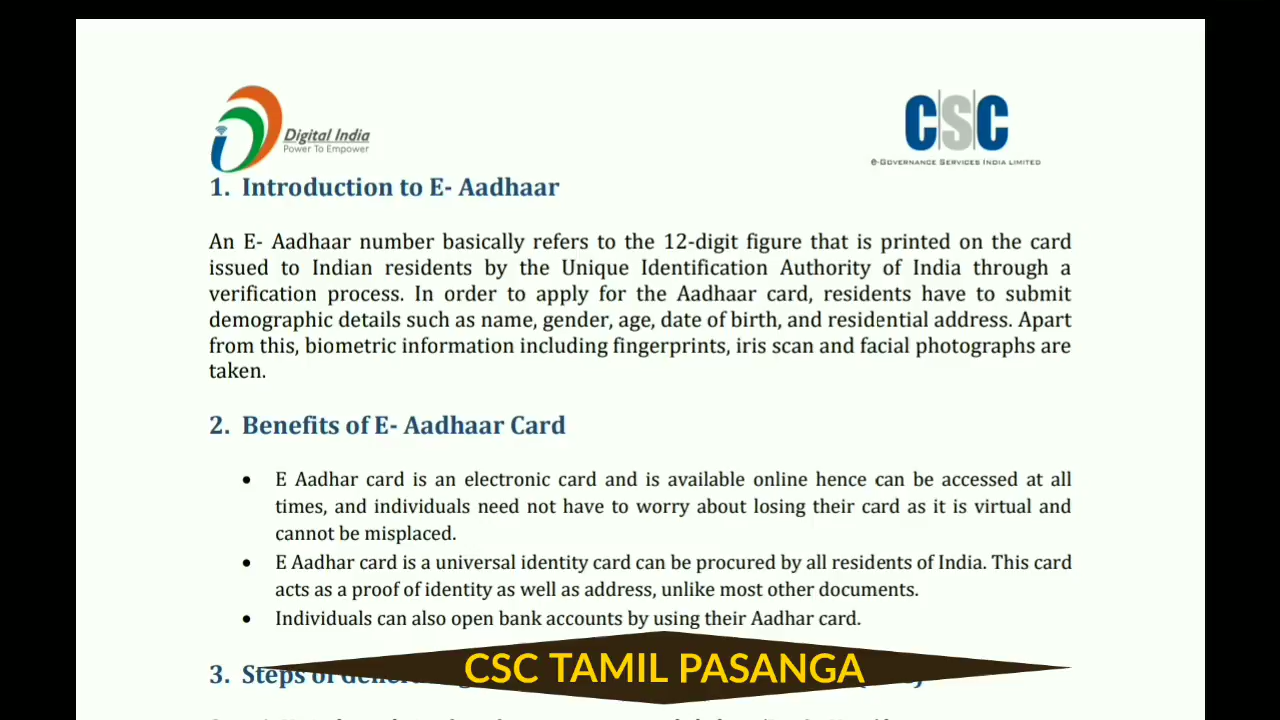 Digital India
Power To Empower
CSC
e-Governance Services India Limited
1. Introduction to E- Aadhaar
An E- Aadhaar number basically refers to the 12-digit figure that is printed on the card
issued to Indian residents by the Unique Identification Authority of India through a
verification process. In order to apply for the Aadhaar card, residents have to submit
demographic details such as name, gender, age, date of birth, and residential address. Apart
from this, biometric information including fingerprints, iris scan and facial photographs are
taken.
2. Benefits of E- Aadhaar Card
• E Aadhar card is an electronic card and is available online hence can be accessed at all
times, and individuals need not have to worry about losing their card as it is virtual and
cannot be misplaced.
• E Aadhar card is a universal identity card can be procured by all residents of India. This card
acts as a proof of identity as well as address, unlike most other documents.
• Individuals can also open bank accounts by using their Aadhar card.
3. Steps of
CSC TAMIL PASANGA